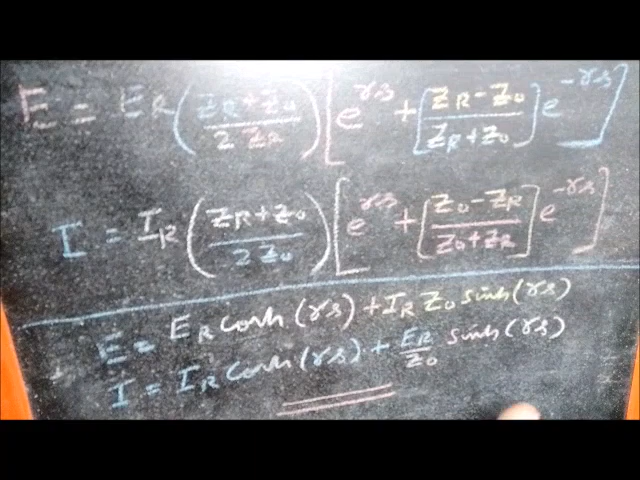 E = E_R (Z_R+Z_0 / 2 Z_R) [e^γs + [Z_R-Z_0 / Z_R+Z_0] e^-γs]
I = I_R (Z_R+Z_0 / 2 Z_0) [e^γs + [Z_0-Z_R / Z_0+Z_R] e^-γs]
E = E_R cosh (γs) + I_R Z_0 sinh (γs)
I = I_R cosh (γs) + E_R / Z_0 sinh (γs)